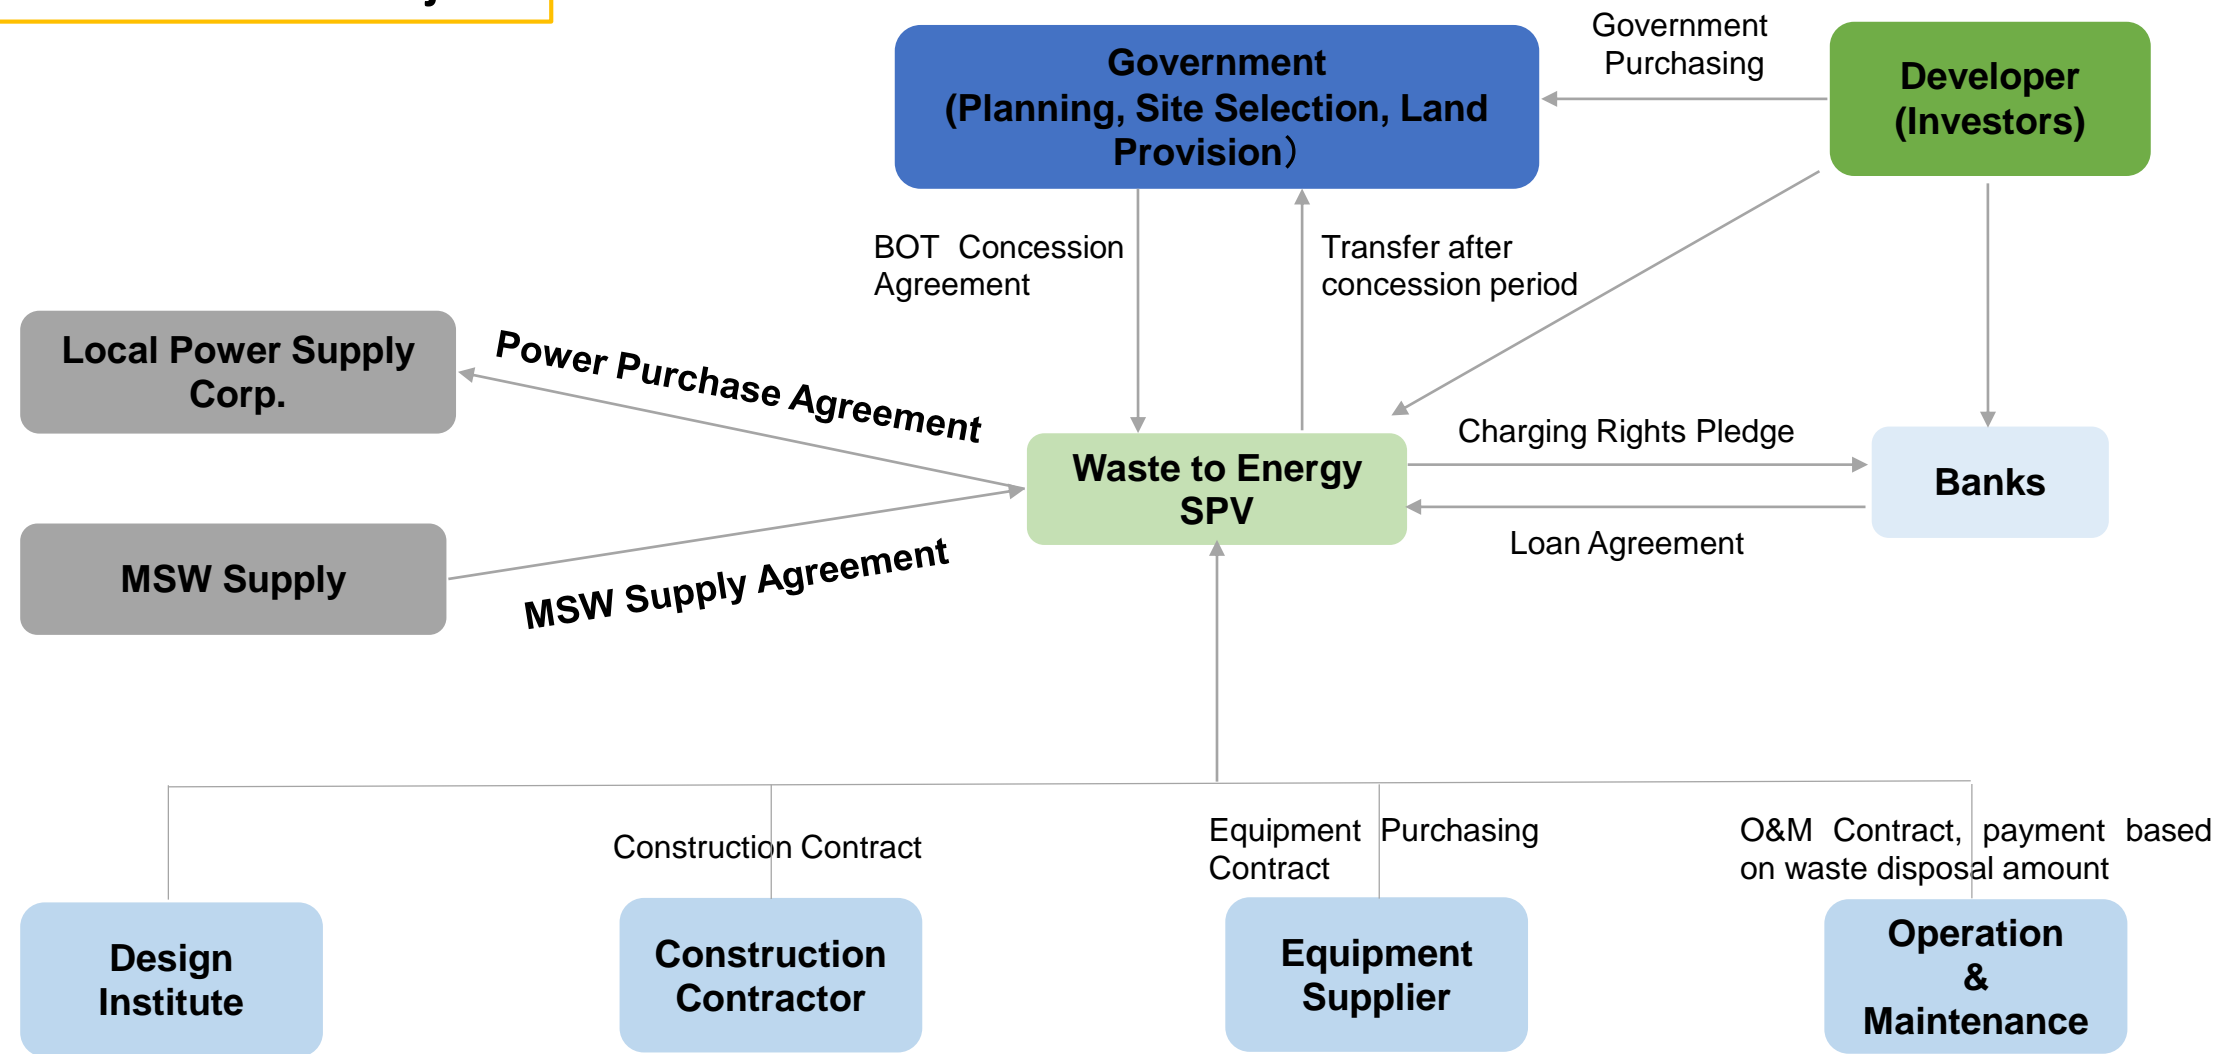 Government
Purchasing
Government
(Planning, Site Selection, Land
Provision）
Developer
(Investors)
BOT Concession
Agreement
Transfer after
concession period
Local Power Supply
Corp.
Power Purchase Agreement
Charging Rights Pledge
Waste to Energy
SPV
Banks
Loan Agreement
MSW Supply
MSW Supply Agreement
Construction Contract
Equipment Purchasing
Contract
O&M Contract, payment based
on waste disposal amount
Design
Institute
Construction
Contractor
Equipment
Supplier
Operation
&
Maintenance